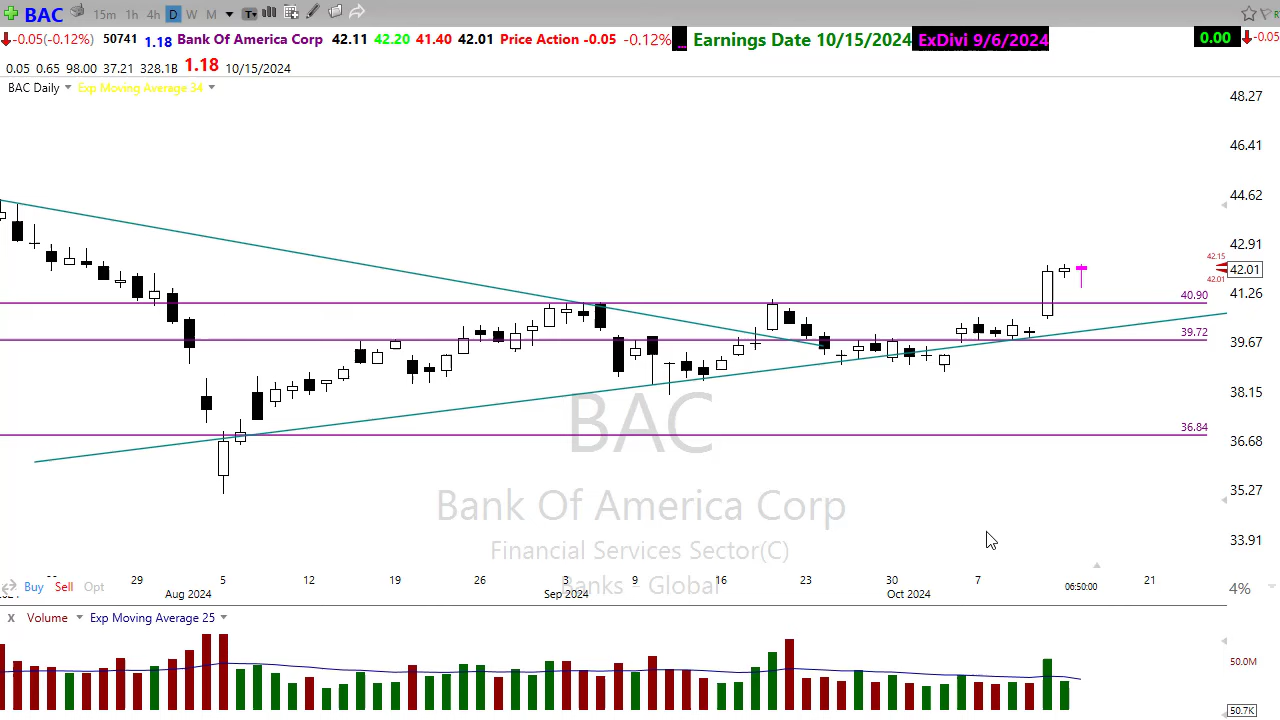 BAC 15m 1h 4h D W M T
-0.05(-0.12%) 50741 1.18 Bank Of America Corp 42.11 42.20 41.40 42.01 Price Action -0.05 -0.12% ... Earnings Date 10/15/2024 ExDivi 9/6/2024 0.00 -0.05
0.05 0.65 98.00 37.21 328.1B 1.18 10/15/2024
BAC Daily Exp Moving Average 34
48.27
46.41
44.62
42.91
42.15
42.01
42.01
41.26
40.90
39.72
39.67
38.15
36.84
36.68
35.27
33.91
BAC
Bank Of America Corp
Financial Services Sector(C)
Banks - Global
29 5 12 19 26 3 9 16 23 30 7 06:50:00 21
Buy Sell Opt
Aug 2024 Sep 2024 Oct 2024
4%
X Volume Exp Moving Average 25
50.0M
50.7K